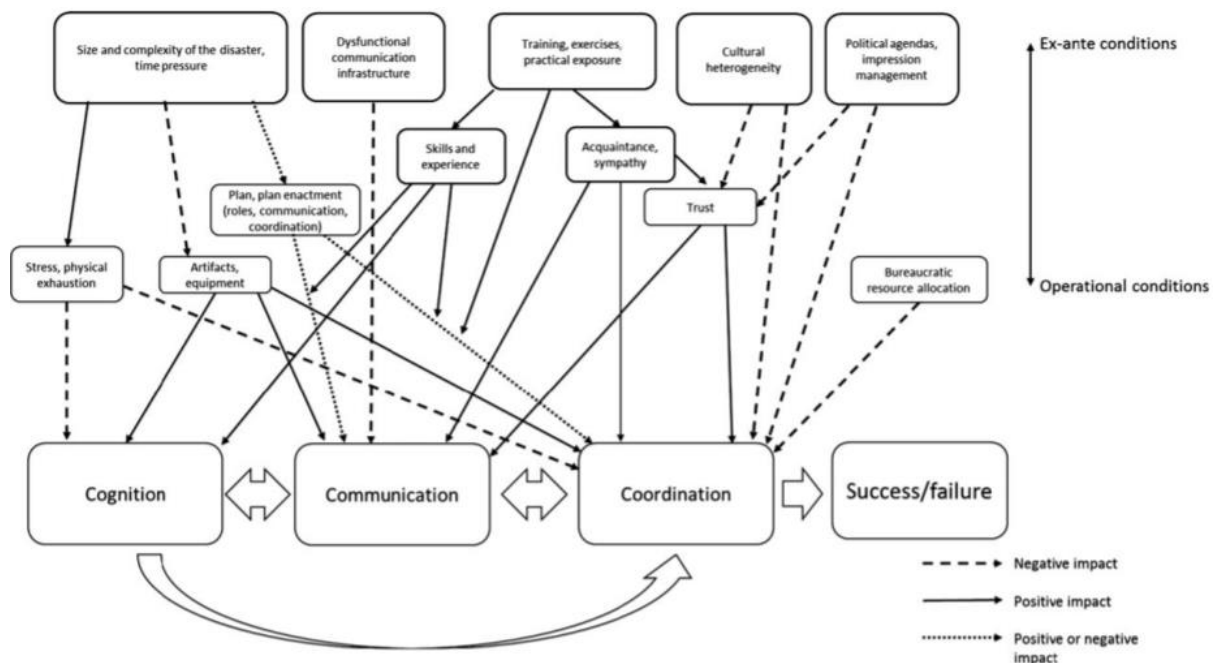 Size and complexity of the disaster,
time pressure
Dysfunctional
communication
infrastructure
Training, exercises,
practical exposure
Cultural
heterogeneity
Political agendas,
impression
management
Ex-ante conditions
Skills and
experience
Acquaintance,
sympathy
Plan, plan enactment
(roles, communication,
coordination)
Trust
Stress, physical
exhaustion
Artifacts,
equipment
Bureaucratic
resource allocation
Operational conditions
Cognition
Communication
Coordination
Success/failure
Negative impact
Positive impact
Positive or negative
impact